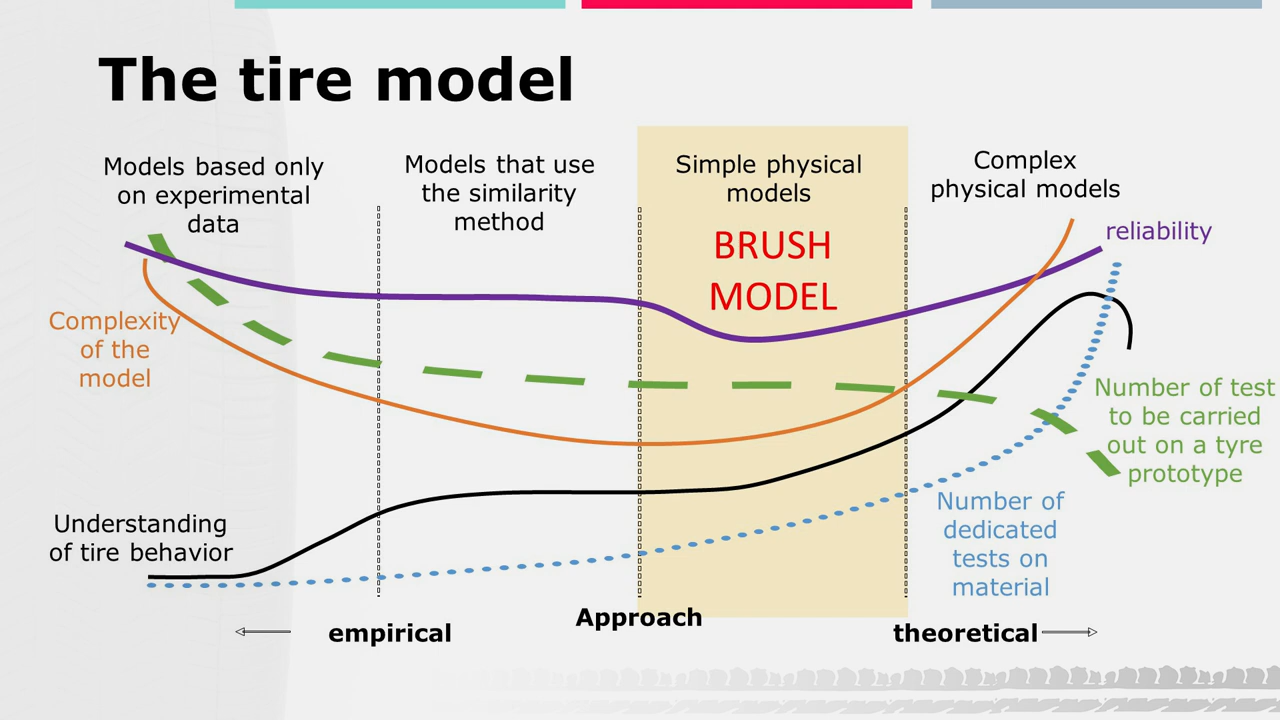 The tire model
Models based only
on experimental
data
Models that use
the similarity
method
Simple physical
models
BRUSH
MODEL
Complex
physical models
reliability
Complexity
of the
model
Number of test
to be carried
out on a tyre
prototype
Understanding
of tire behavior
Number of
dedicated
tests on
material
Approach
empirical
theoretical